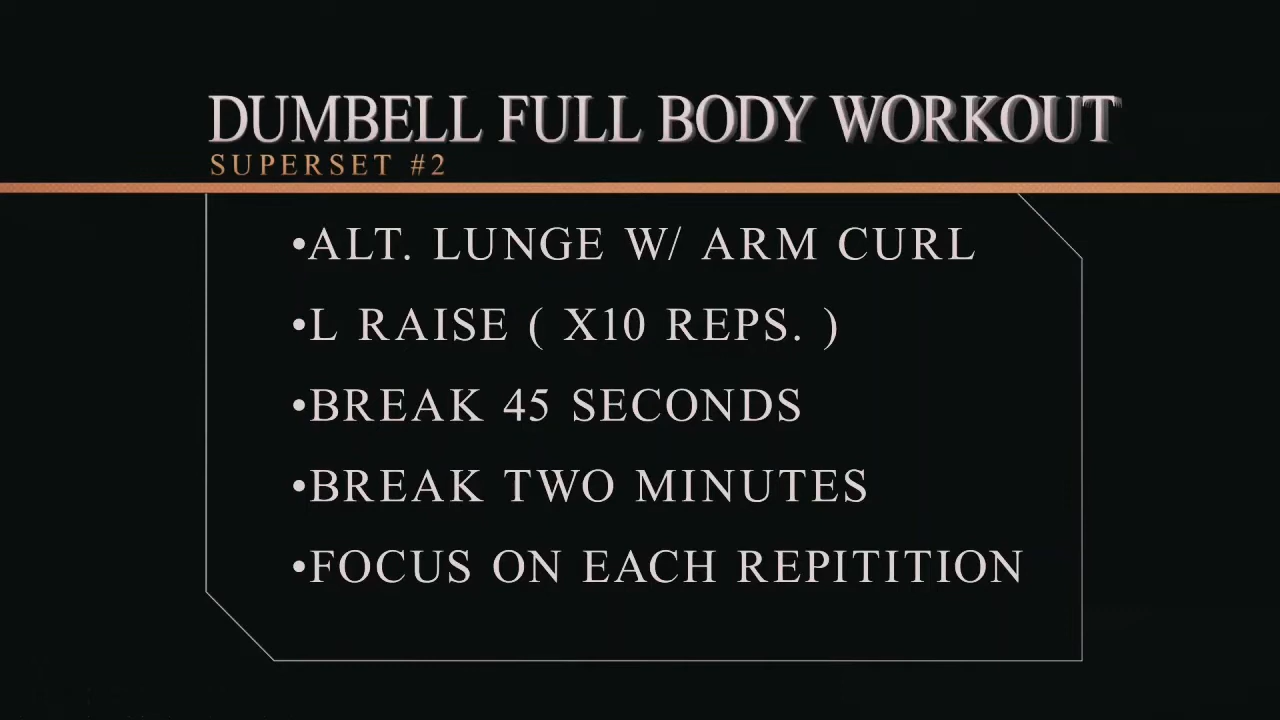 DUMBELL FULL BODY WORKOUT
SUPERSET #2
•ALT. LUNGE W/ ARM CURL
•L RAISE ( X10 REPS. )
•BREAK 45 SECONDS
•BREAK TWO MINUTES
•FOCUS ON EACH REPITITION